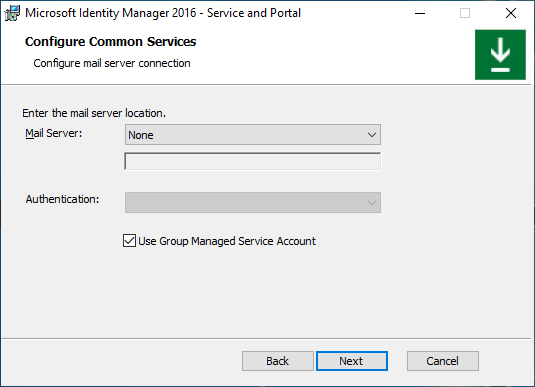 Microsoft Identity Manager 2016 - Service and Portal
Configure Common Services
Configure mail server connection
Enter the mail server location.
Mail Server: None
Authentication:
Use Group Managed Service Account
Back Next Cancel